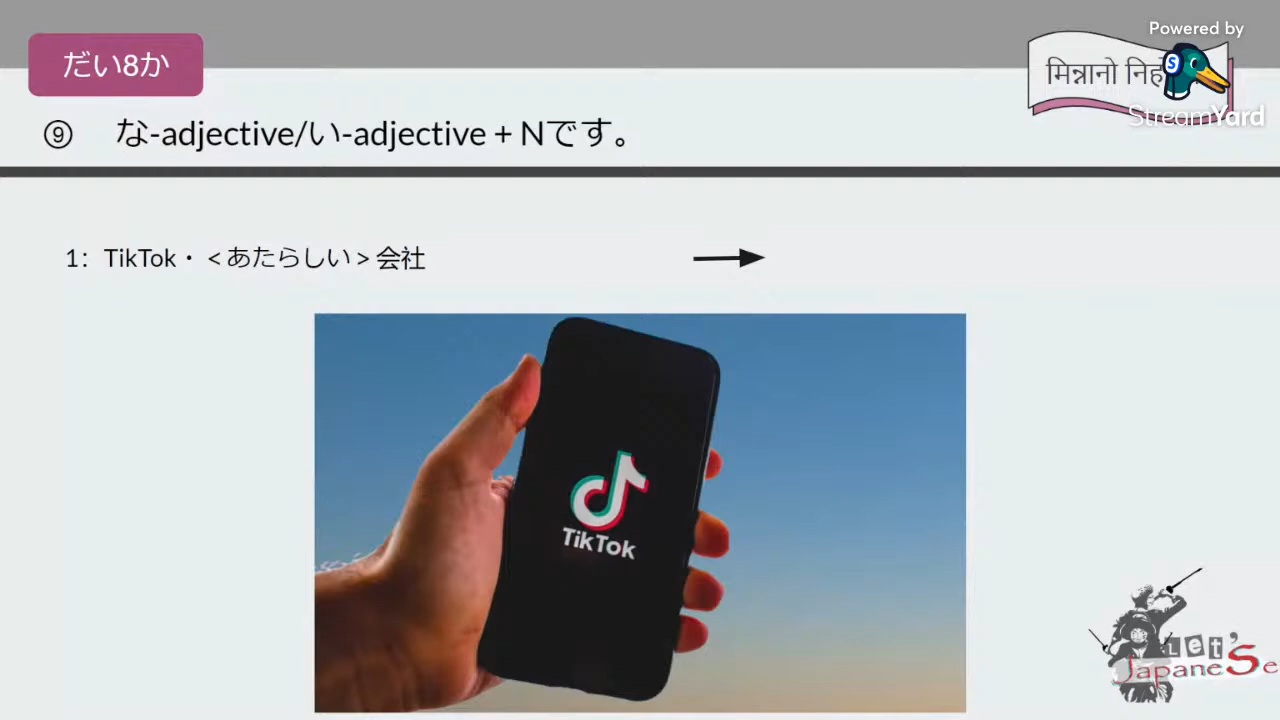 Powered by
だい8か
मिन्नानो
StreamYard
⑨ な-adjective/い-adjective + Nです。
1: TikTok・<あたらしい>会社
TikTok
Let's
JapaneSe